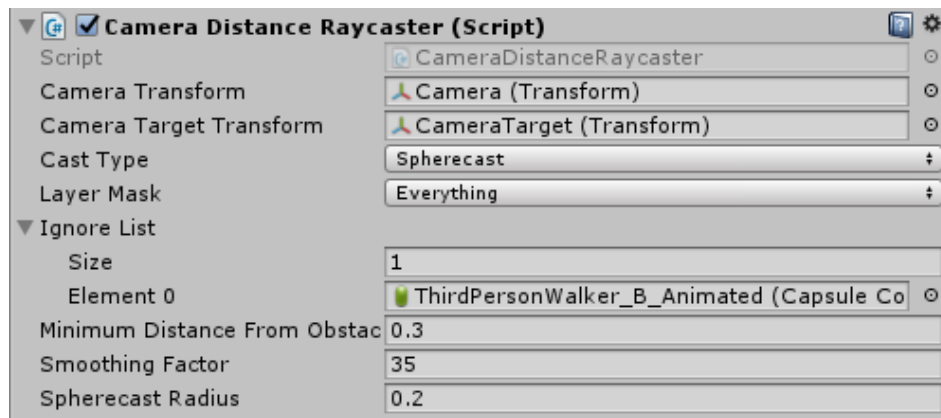 Camera Distance Raycaster (Script)
Script CameraDistanceRaycaster
Camera Transform Camera (Transform)
Camera Target Transform CameraTarget (Transform)
Cast Type Spherecast
Layer Mask Everything
Ignore List
Size 1
Element 0 ThirdPersonWalker_B_Animated (Capsule Co
Minimum Distance From Obstac 0.3
Smoothing Factor 35
Spherecast Radius 0.2